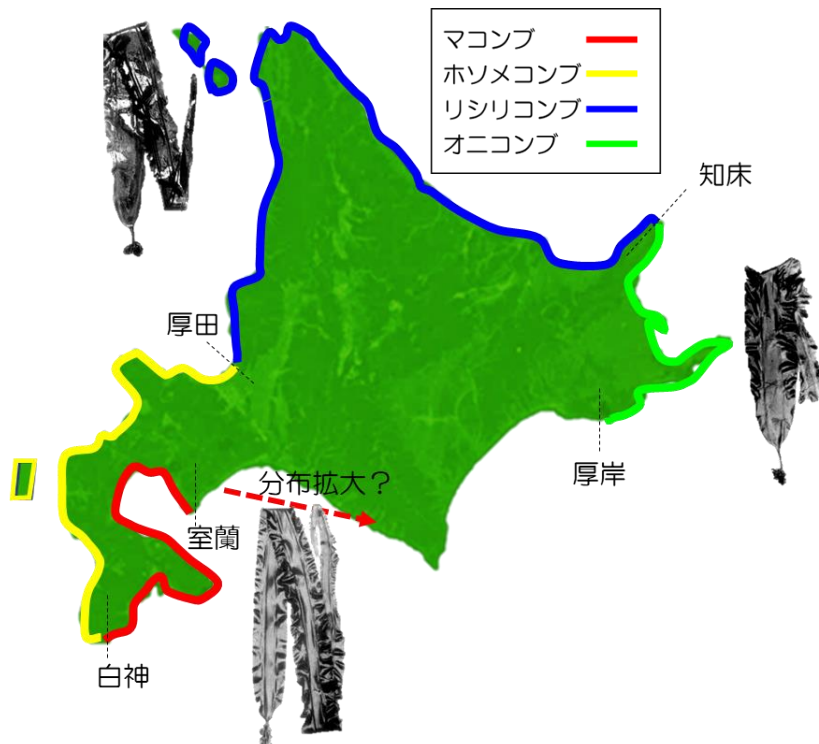 マコンブ
ホソメコンブ
リシリコンブ
オニコンブ
知床
厚田
厚岸
分布拡大？
室蘭
白神